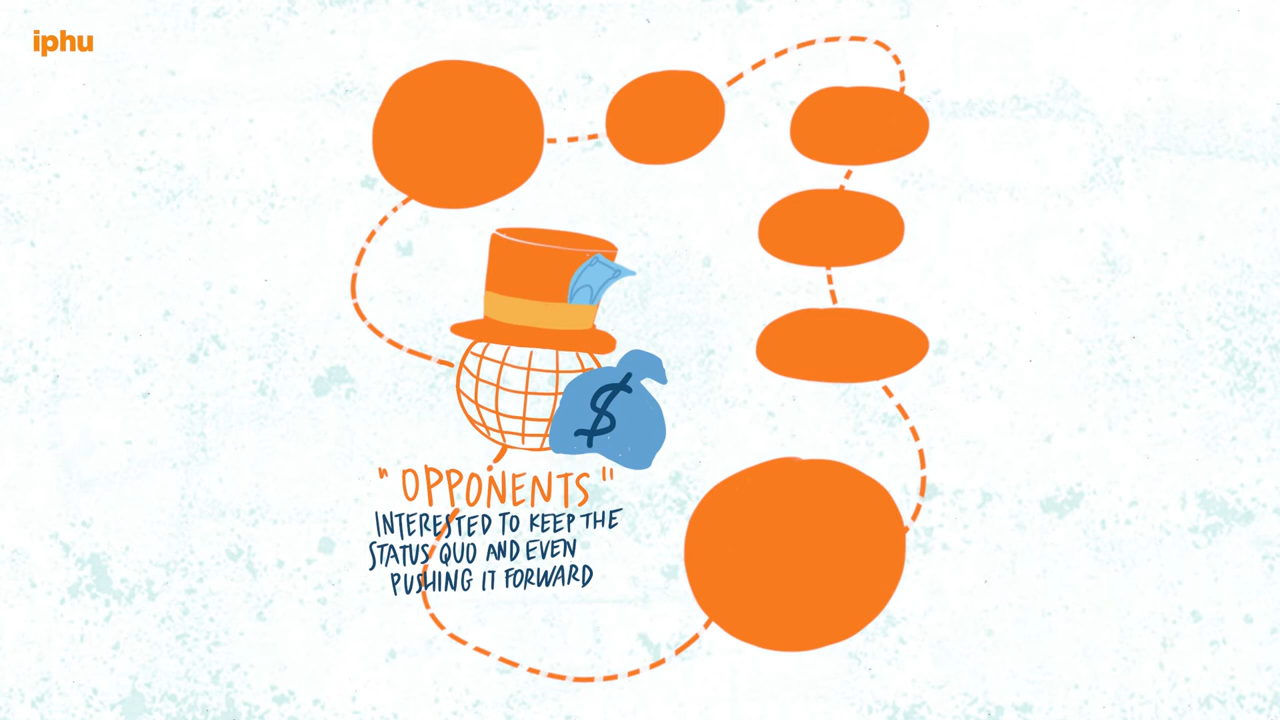 iphu
$
"OPPONENTS"
INTERESTED TO KEEP THE
STATUS QUO AND EVEN
PUSHING IT FORWARD